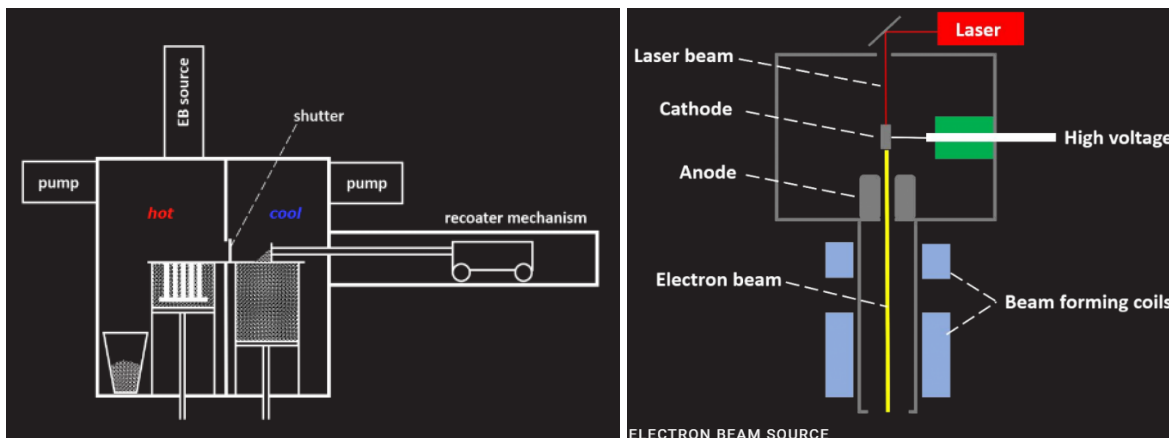 EB source
shutter
pump
pump
hot
cool
recoater mechanism
Laser
Laser beam
Cathode
High voltage
Anode
Electron beam
Beam forming coils
ELECTRON BEAM SOURCE